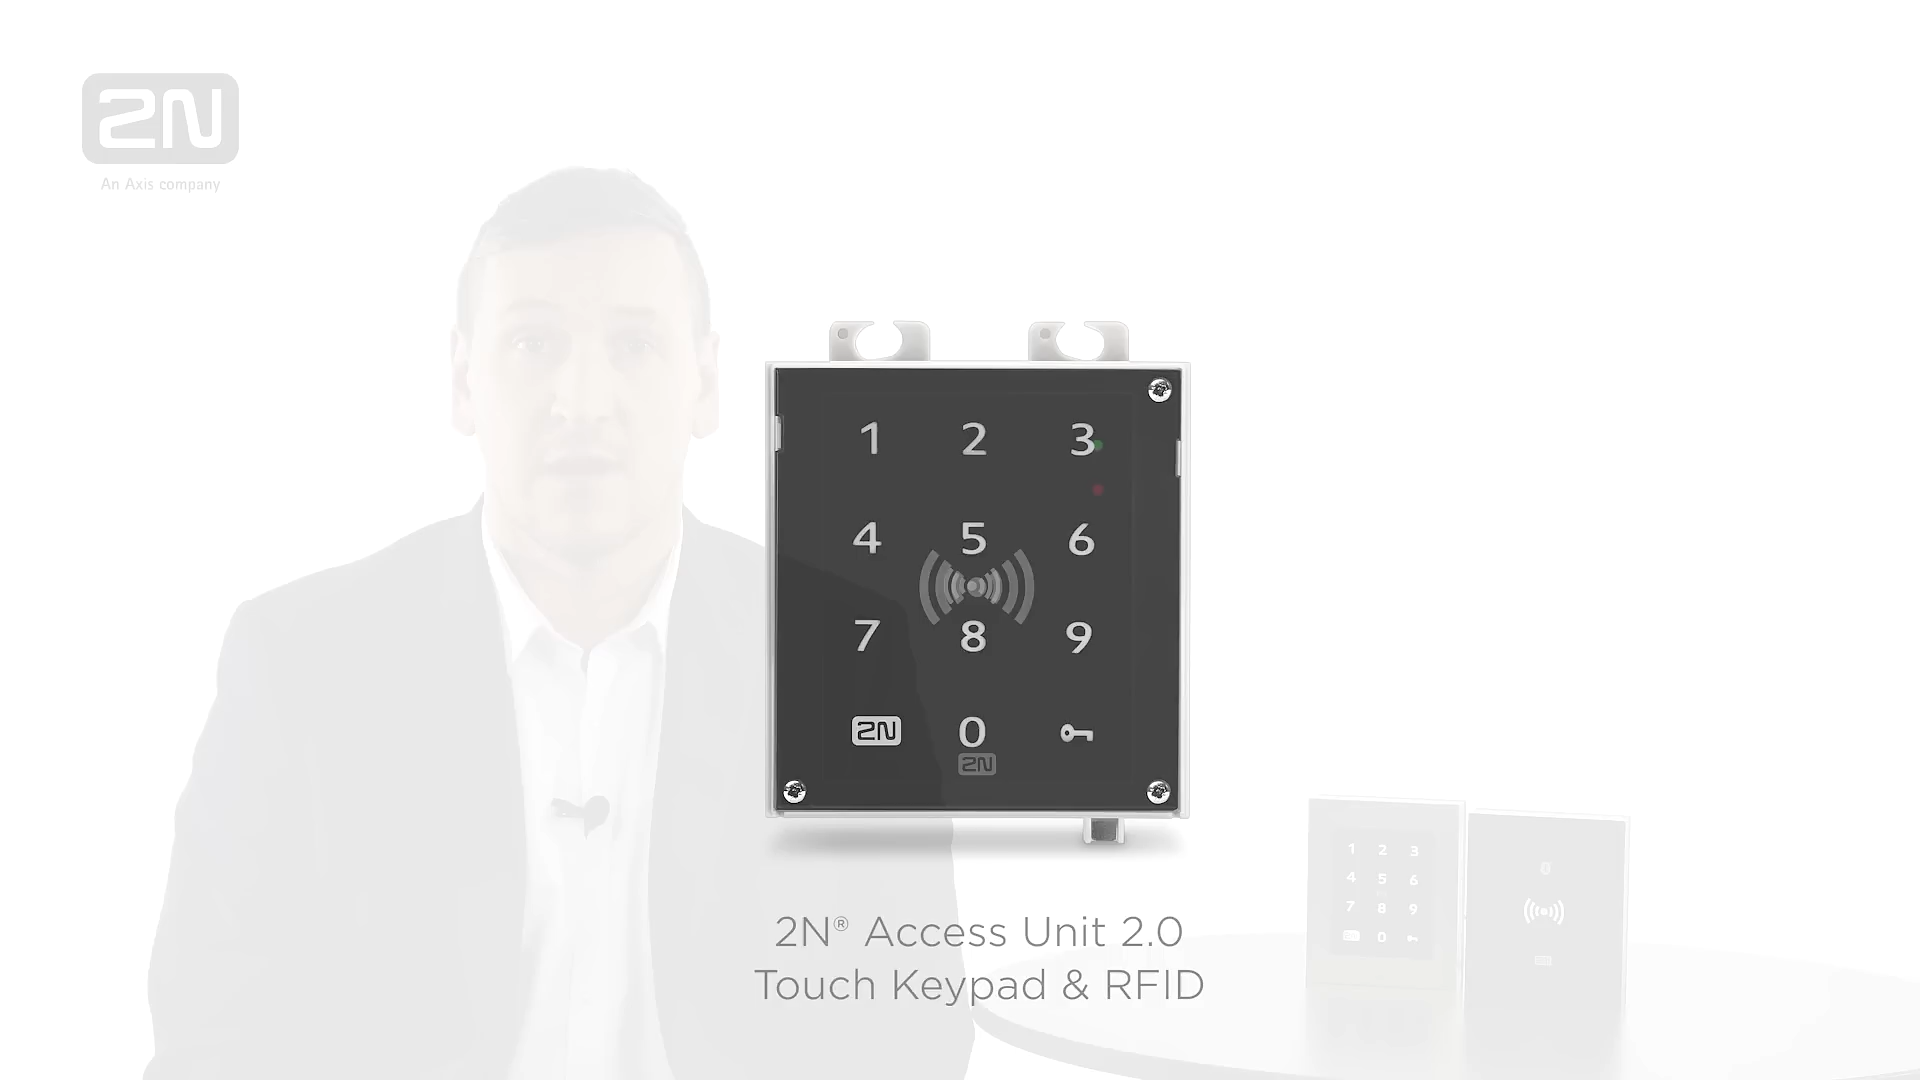 2N
An Axis company
1 2 3
4 5 6
7 8 9
2N 0
2N
2N® Access Unit 2.0
Touch Keypad & RFID
1 2 3
4 5 6
7 8 9
0